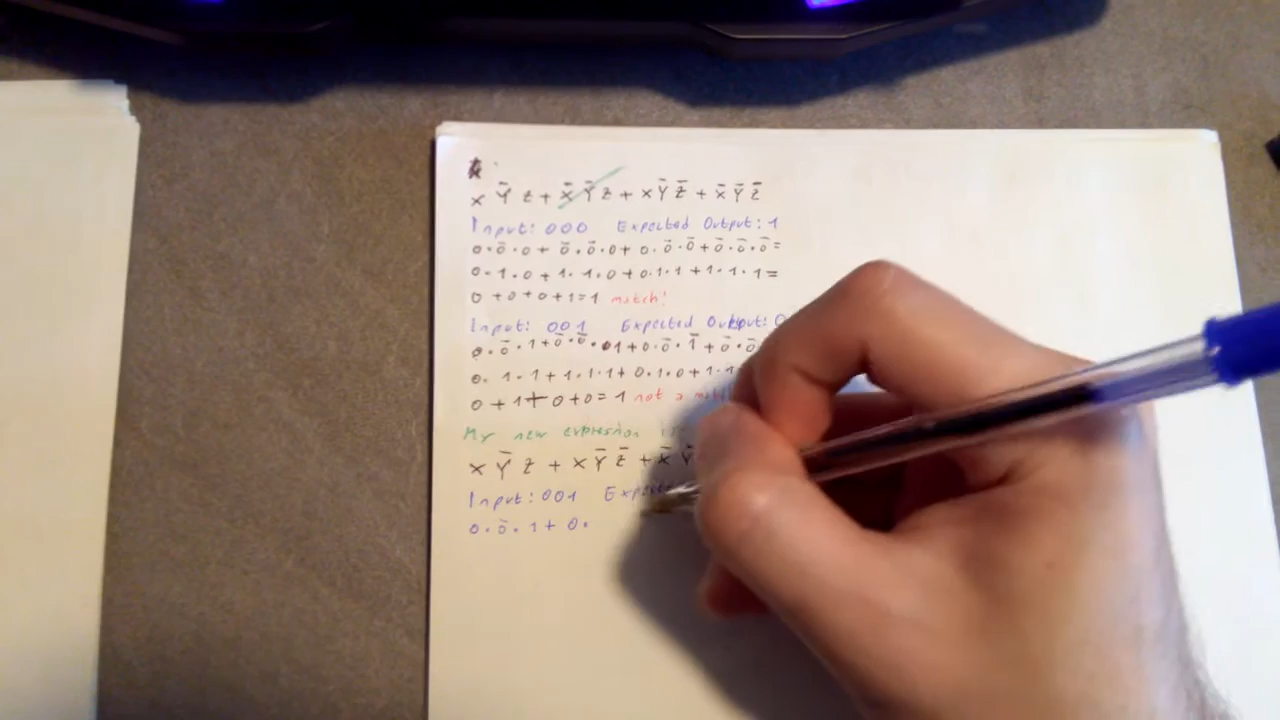 x Ȳ z + x̄ Ȳ z + x Ȳ z̄ + x̄ Ȳ z̄
Input: 000 Expected Output: 1
0·0̄·0 + 0̄·0̄·0 + 0·0̄·0̄ + 0̄·0̄·0̄ =
0·1·0 + 1·1·0 + 0·1·1 + 1·1·1 =
0 + 0 + 0 + 1 = 1 match!
Input: 001 Expected Output: 0
0·0̄·1 + 0̄·0̄·01 + 0·0̄·1̄ + 0̄·0̄
0·1·1 + 1·1·1 + 0·1·0 + 1·1
0 + 1 + 0 + 0 = 1 not a
My new expression
x Ȳ z + x Ȳ z̄ + x̄ Ȳ
Input: 001
0·0̄·1 + 0·